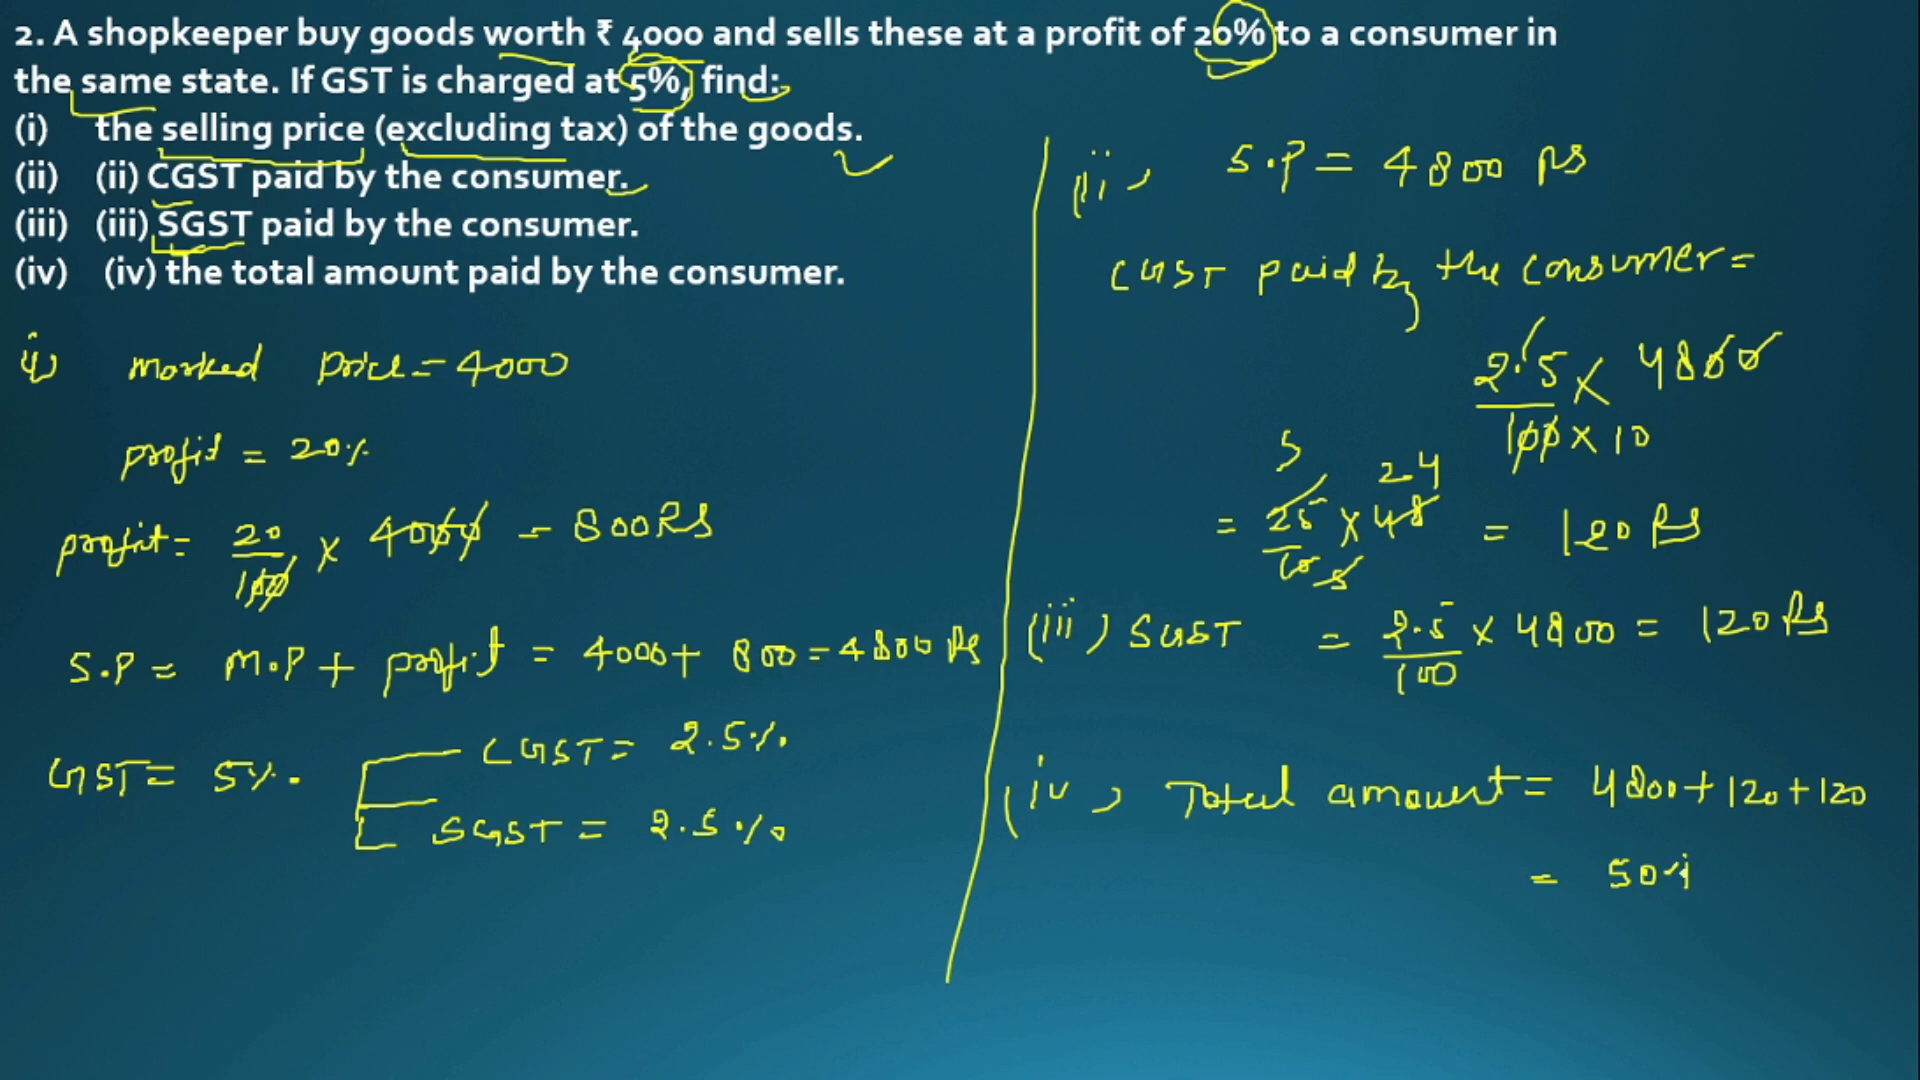 2. A shopkeeper buy goods worth ₹ 4000 and sells these at a profit of 20% to a consumer in
the same state. If GST is charged at 5%, find:
(i) the selling price (excluding tax) of the goods.
(ii) (ii) CGST paid by the consumer.
(iii) (iii) SGST paid by the consumer.
(iv) (iv) the total amount paid by the consumer.
i) marked price = 4000
profit = 20%
profit = 20/100 × 4000 = 800 RS
S.P = M.P + profit = 4000 + 800 = 4800 Rs
GST = 5%.
CGST = 2.5%.
SGST = 2.5%
(ii) S.P = 4800 Rs
CGST paid by the consumer =
2.5/100 × 10 × 4800
= 25/10 × 48 = 120 Rs
5 24
5
(iii) SGST = 2.5/100 × 4800 = 120 Rs
(iv) Total amount = 4800 + 120 + 120
= 504